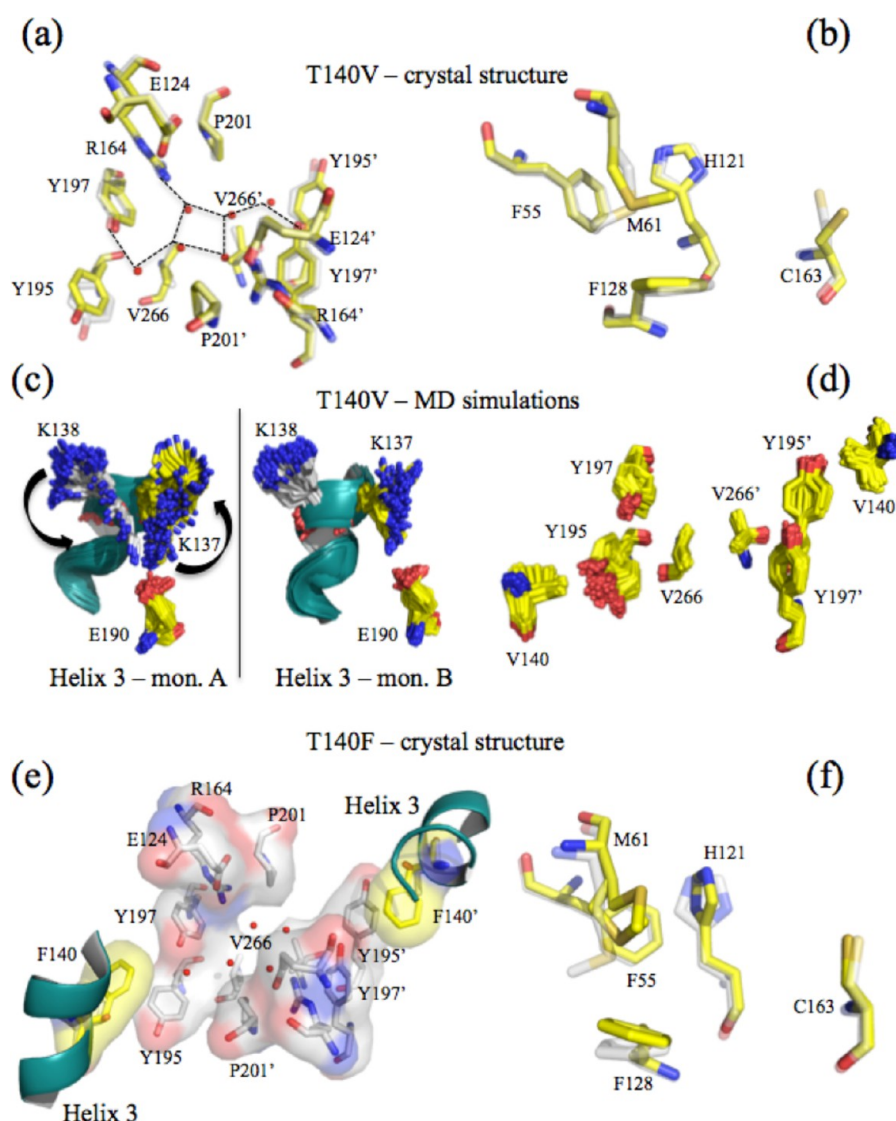 (a)
(b)
T140V – crystal structure
E124
P201
R164
Y195'
Y197
V266'
H121
F55
M61
E124'
Y197'
Y195
F128
C163
V266
R164'
P201'
(c)
(d)
T140V – MD simulations
K138
K138
K137
Y197
Y195'
V266'
V140
K137
Y195
V266
Y197'
E190
E190
V140
Helix 3 – mon. A
Helix 3 – mon. B
T140F – crystal structure
(e)
(f)
R164
P201
Helix 3
M61
E124
H121
Y197
F140'
F140
V266
Y195'
F55
Y197'
C163
Y195
P201'
F128
Helix 3